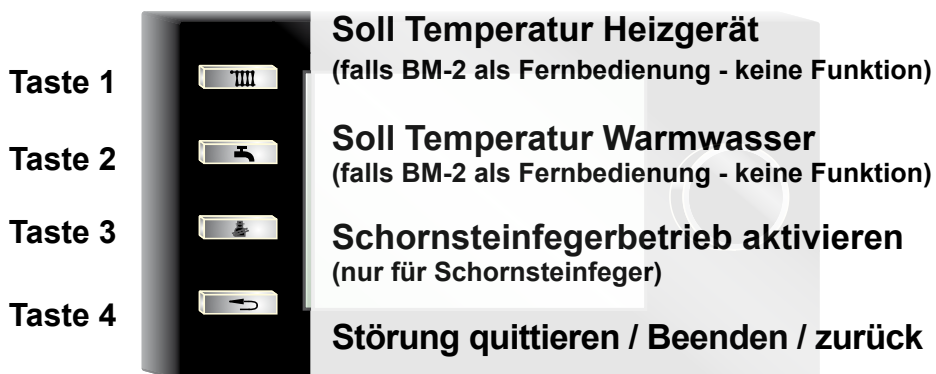 Soll Temperatur Heizgerät
Taste 1
(falls BM-2 als Fernbedienung - keine Funktion)
Taste 2
Soll Temperatur Warmwasser
(falls BM-2 als Fernbedienung - keine Funktion)
Taste 3
Schornsteinfegerbetrieb aktivieren
(nur für Schornsteinfeger)
Taste 4
Störung quittieren / Beenden / zurück